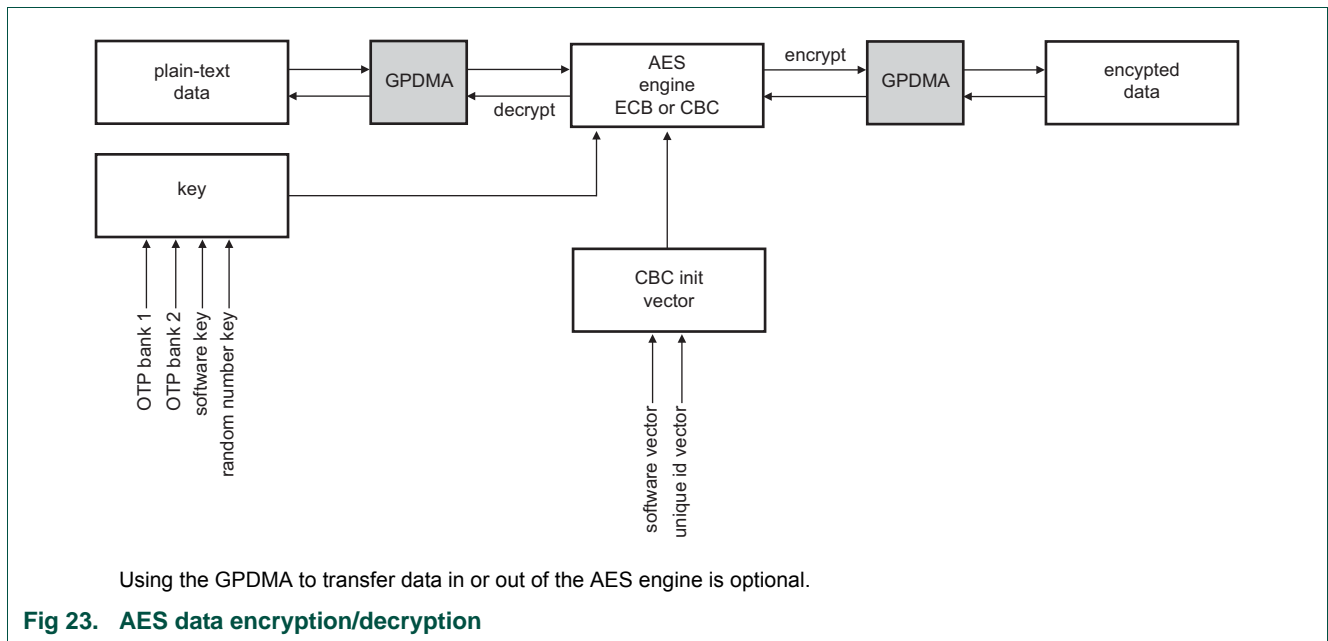 plain-text
data
GPDMA
AES
engine
ECB or CBC
encrypt
decrypt
GPDMA
encypted
data
key
OTP bank 1
OTP bank 2
software key
random number key
CBC init
vector
software vector
unique id vector
Using the GPDMA to transfer data in or out of the AES engine is optional.
Fig 23. AES data encryption/decryption